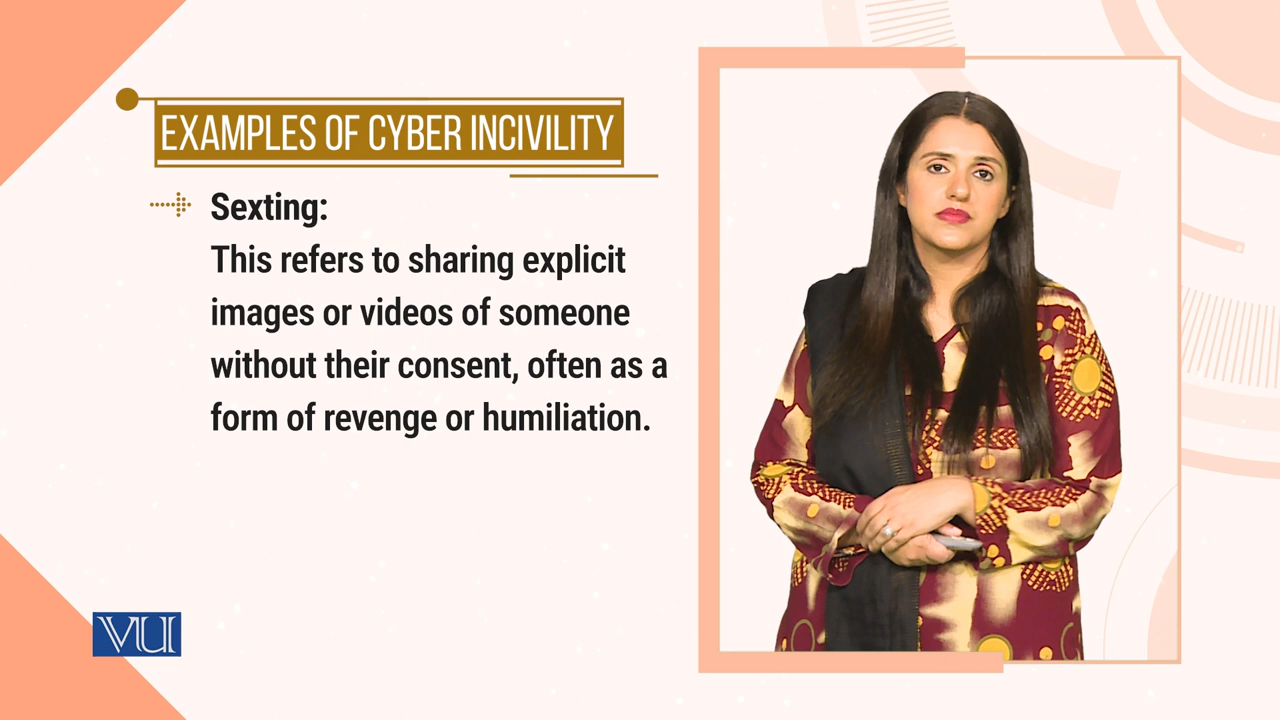 EXAMPLES OF CYBER INCIVILITY
Sexting:
This refers to sharing explicit
images or videos of someone
without their consent, often as a
form of revenge or humiliation.
VU